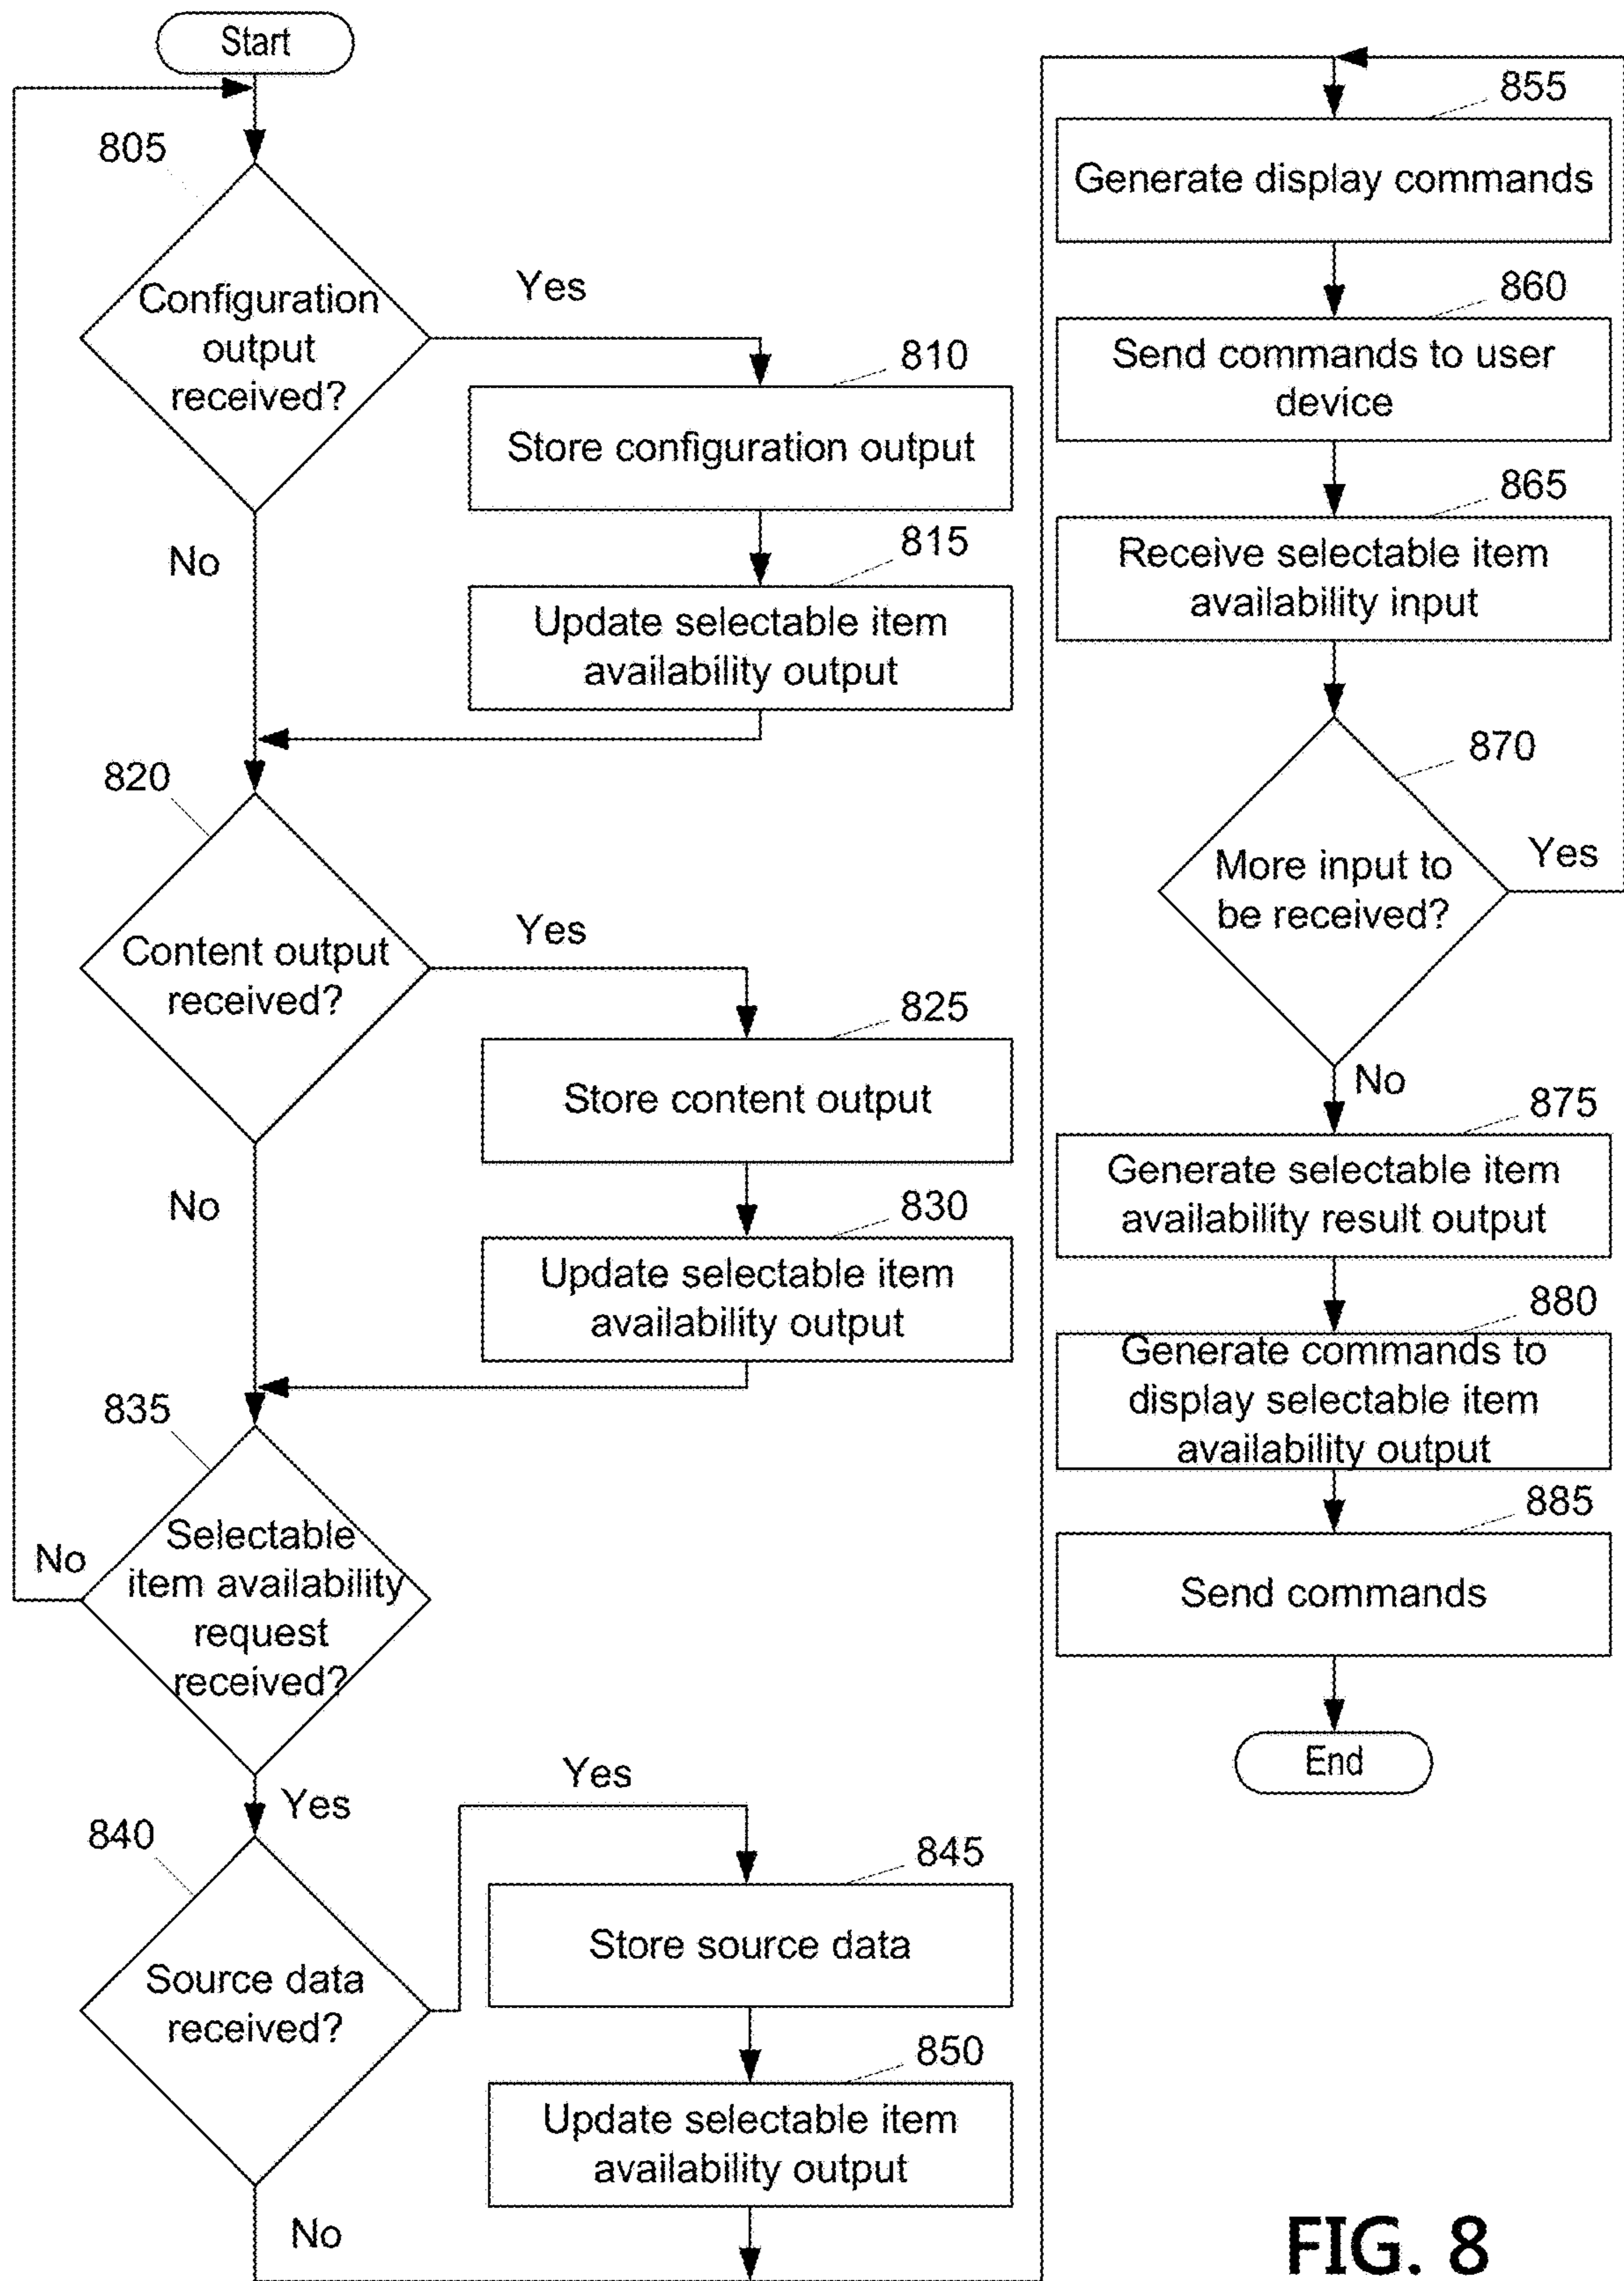 Start
805
Configuration
output
received?
Yes
No
810
Store configuration output
815
Update selectable item
availability output
820
Content output
received?
Yes
No
825
Store content output
830
Update selectable item
availability output
835
Selectable
item availability
request
received?
No
Yes
840
Source data
received?
Yes
No
845
Store source data
850
Update selectable item
availability output
855
Generate display commands
860
Send commands to user
device
865
Receive selectable item
availability input
870
More input to
be received?
Yes
No
875
Generate selectable item
availability result output
880
Generate commands to
display selectable item
availability output
885
Send commands
End
FIG. 8